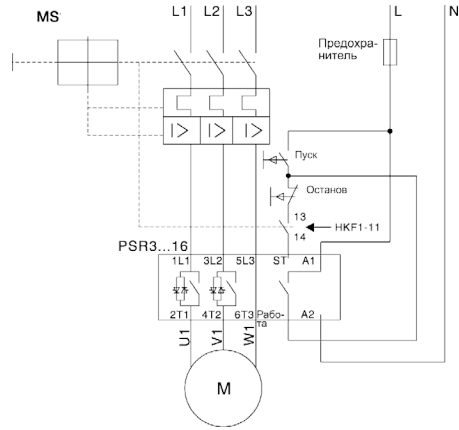 MS
L1 L2 L3
L
N
Предохра-
нитель
I> I> I>
Пуск
Останов
13
14
HKF1-11
PSR3...16
1L1 3L2 5L3 ST A1
2T1 4T2 6T3 Рабо-
та
A2
U1
V1
W1
M